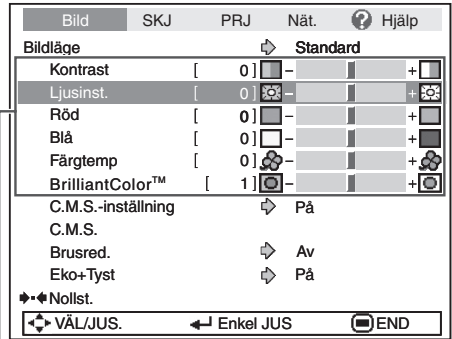 Bild SKJ PRJ Nät. ? Hjälp
Bildläge Standard
Kontrast [ 0] - +
Ljusinst. [ 0] - +
Röd [ 0] - +
Blå [ 0] - +
Färgtemp [ 0] - +
BrilliantColor™ [ 1] - +
C.M.S.-inställning På
C.M.S.
Brusred. Av
Eko+Tyst På
Nollst.
VÄL/JUS. Enkel JUS END